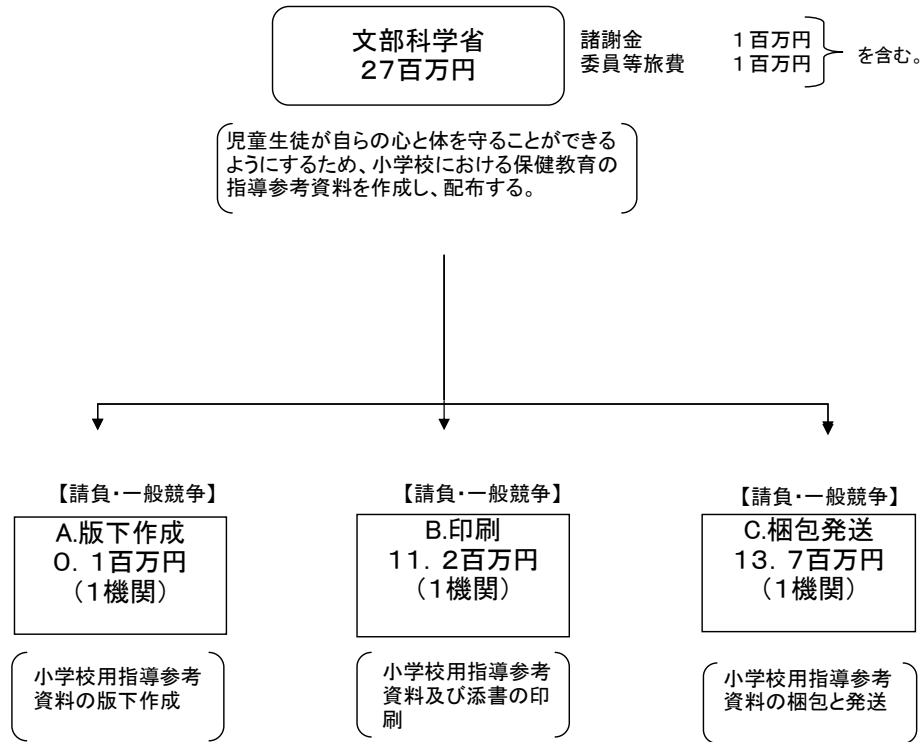 文部科学省
27百万円
諸謝金 1百万円
委員等旅費 1百万円
を含む。
児童生徒が自らの心と体を守ることができる
ようにするため、小学校における保健教育の
指導参考資料を作成し、配布する。
【請負・一般競争】
A.版下作成
0.1百万円
(1機関)
小学校用指導参考
資料の版下作成
【請負・一般競争】
B.印刷
11.2百万円
(1機関)
小学校用指導参考
資料及び添書の印
刷
【請負・一般競争】
C.梱包発送
13.7百万円
(1機関)
小学校用指導参考
資料の梱包と発送